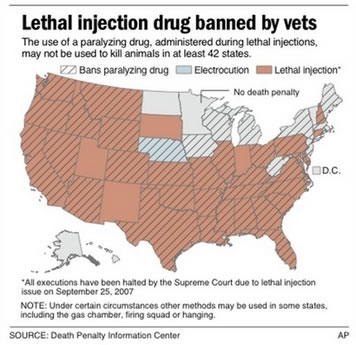 Lethal injection drug banned by vets
The use of a paralyzing drug, administered during lethal injections,
may not be used to kill animals in at least 42 states.
Bans paralyzing drug Electrocution Lethal injection*
No death penalty
D.C.
*All executions have been halted by the Supreme Court due to lethal injection
issue on September 25, 2007
NOTE: Under certain circumstances other methods may be used in some states,
including the gas chamber, firing squad or hanging.
SOURCE: Death Penalty Information Center AP